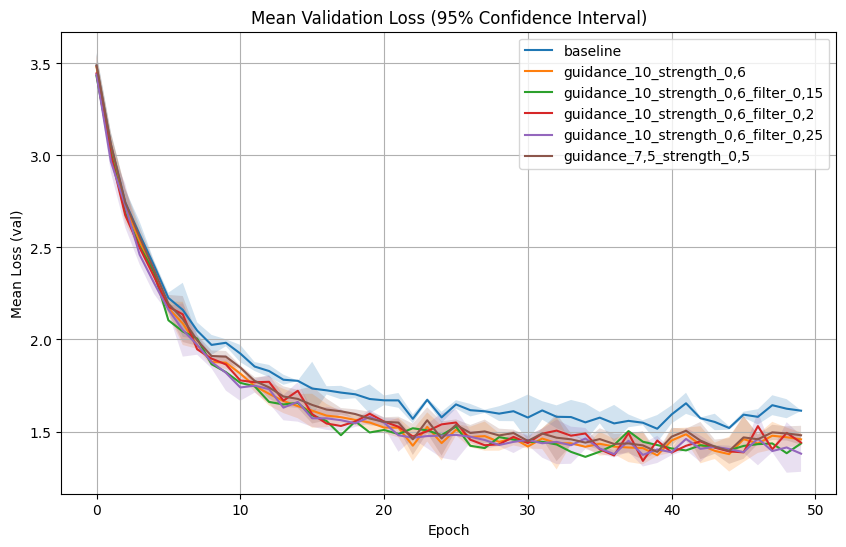 Mean Validation Loss (95% Confidence Interval)
baseline
guidance_10_strength_0,6
guidance_10_strength_0,6_filter_0,15
guidance_10_strength_0,6_filter_0,2
guidance_10_strength_0,6_filter_0,25
guidance_7,5_strength_0,5
Mean Loss (val)
3.5
3.0
2.5
2.0
1.5
0 10 20 30 40 50
Epoch